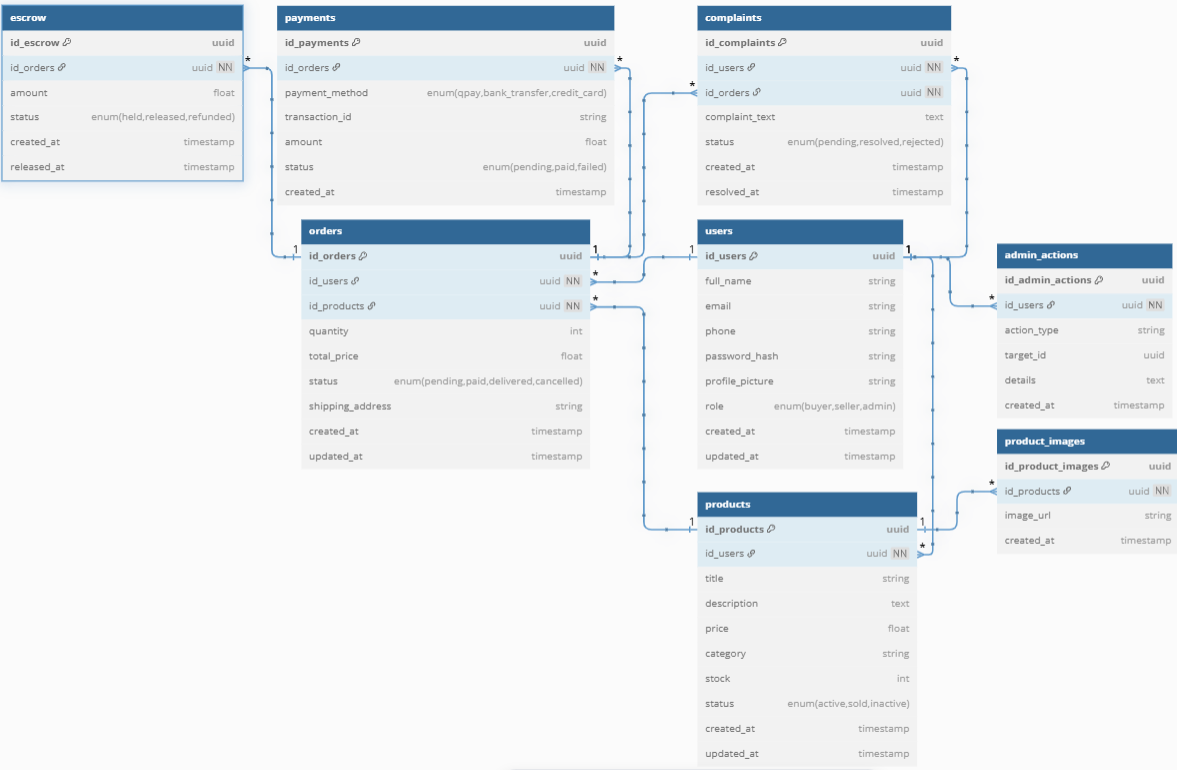 escrow
id_escrow uuid
id_orders uuid NN
amount float
status enum(held,released,refunded)
created_at timestamp
released_at timestamp
payments
id_payments uuid
id_orders uuid NN
payment_method enum(qpay,bank_transfer,credit_card)
transaction_id string
amount float
status enum(pending,paid,failed)
created_at timestamp
complaints
id_complaints uuid
id_users uuid NN
id_orders uuid NN
complaint_text text
status enum(pending,resolved,rejected)
created_at timestamp
resolved_at timestamp
orders
id_orders uuid
id_users uuid NN
id_products uuid NN
quantity int
total_price float
status enum(pending,paid,delivered,cancelled)
shipping_address string
created_at timestamp
updated_at timestamp
users
id_users uuid
full_name string
email string
phone string
password_hash string
profile_picture string
role enum(buyer,seller,admin)
created_at timestamp
updated_at timestamp
admin_actions
id_admin_actions uuid
id_users uuid NN
action_type string
target_id uuid
details text
created_at timestamp
product_images
id_product_images uuid
id_products uuid NN
image_url string
created_at timestamp
products
id_products uuid
id_users uuid NN
title string
description text
price float
category string
stock int
status enum(active,sold,inactive)
created_at timestamp
updated_at timestamp
*
*
*
*
1
1
*
*
1
1
*
1
1
*
*